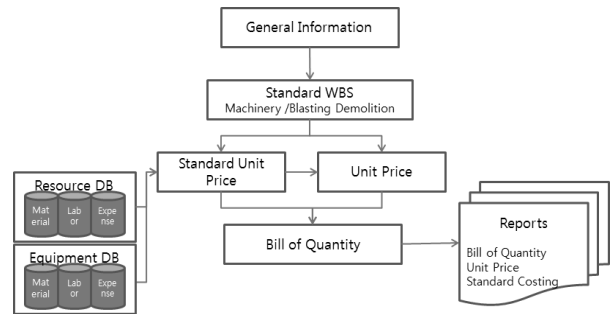 General Information
Standard WBS
Machinery /Blasting Demolition
Standard Unit
Price
Unit Price
Resource DB
Mat
erial
Lab
or
Expe
nse
Equipment DB
Mat
erial
Lab
or
Expe
nse
Bill of Quantity
Reports
Bill of Quantity
Unit Price
Standard Costing